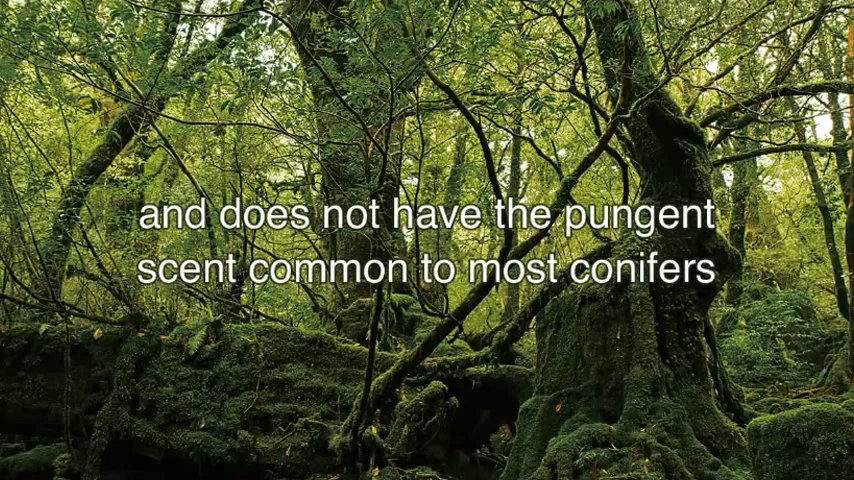 and does not have the pungent
scent common to most conifers